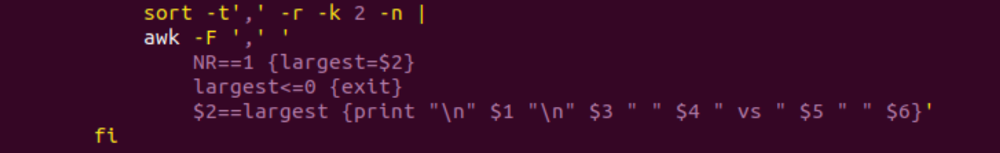 sort -t',' -r -k 2 -n |
awk -F ',' '
NR==1 {largest=$2}
largest<=0 {exit}
$2==largest {print "\n" $1 "\n" $3 " " $4 " vs " $5 " " $6}'
fi